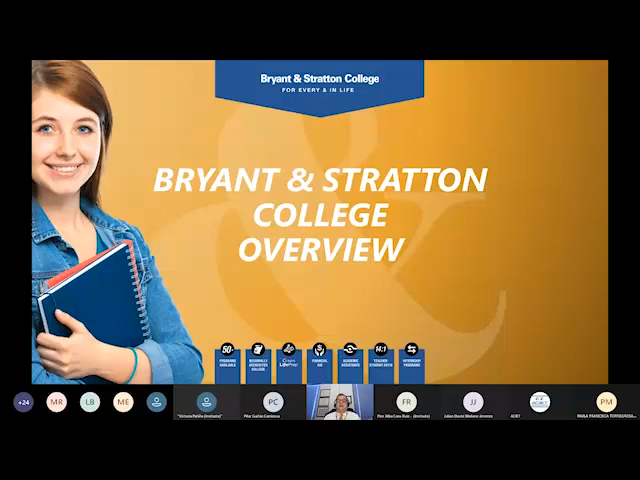 Bryant & Stratton College
FOR EVERY & IN LIFE
BRYANT & STRATTON
COLLEGE
OVERVIEW
50+
PROGRAMS
AVAILABLE
REGIONALLY
ACCREDITED
COLLEGE
FINANCIAL
AID
ACADEMIC
ASSISTANCE
14:1
TEACHER
STUDENT RATIO
INTERNSHIP
PROGRAMS
+24
MR
LB
ME
PC
FR
JJ
ACIET
PM